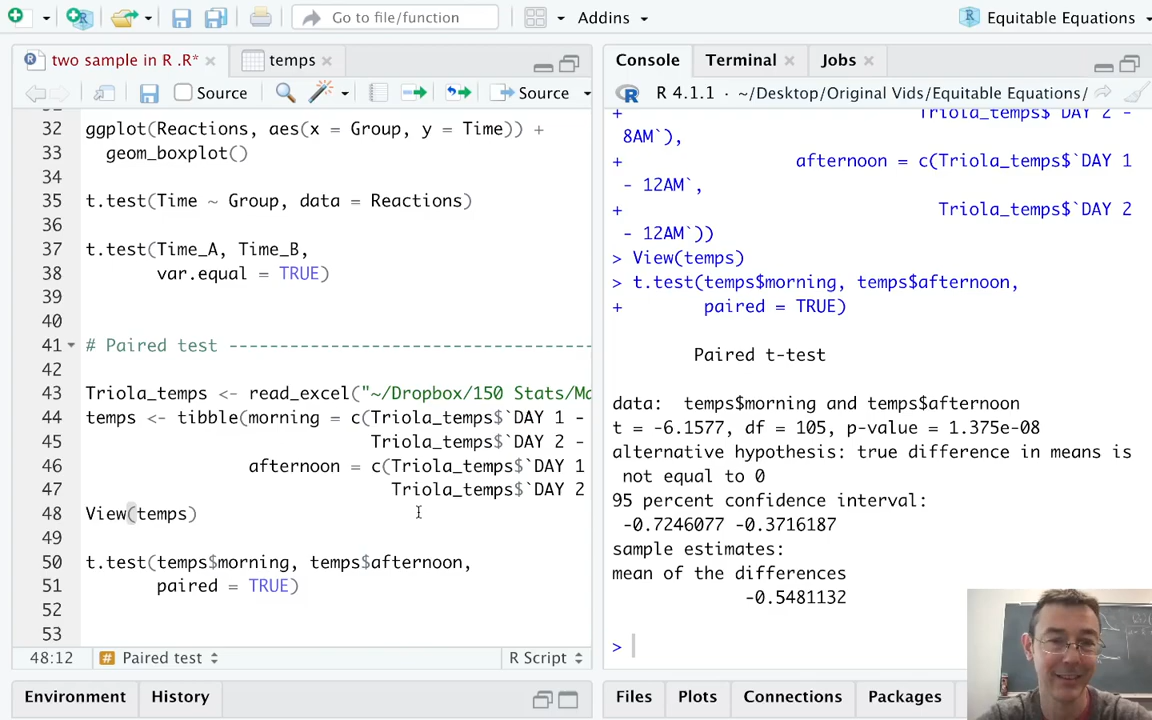 Go to file/function
Addins
Equitable Equations
two sample in R .R*
temps
Source
Source
32 ggplot(Reactions, aes(x = Group, y = Time)) +
33 geom_boxplot()
34
35 t.test(Time ~ Group, data = Reactions)
36
37 t.test(Time_A, Time_B,
38 var.equal = TRUE)
39
40
41 # Paired test ----------------------------------
42
43 Triola_temps <- read_excel("~/Dropbox/150 Stats/Ma
44 temps <- tibble(morning = c(Triola_temps$`DAY 1 -
45 Triola_temps$`DAY 2 -
46 afternoon = c(Triola_temps$`DAY 1
47 Triola_temps$`DAY 2
48 View(temps)
49
50 t.test(temps$morning, temps$afternoon,
51 paired = TRUE)
52
53
48:12 # Paired test R Script
Environment History
Console Terminal Jobs
R 4.1.1 · ~/Desktop/Original Vids/Equitable Equations/
+ Triola_temps$`DAY 2 -
8AM`),
+ afternoon = c(Triola_temps$`DAY 1
- 12AM`,
+ Triola_temps$`DAY 2
- 12AM`))
> View(temps)
> t.test(temps$morning, temps$afternoon,
+ paired = TRUE)
Paired t-test
data: temps$morning and temps$afternoon
t = -6.1577, df = 105, p-value = 1.375e-08
alternative hypothesis: true difference in means is
not equal to 0
95 percent confidence interval:
-0.7246077 -0.3716187
sample estimates:
mean of the differences
-0.5481132
>
Files Plots Connections Packages